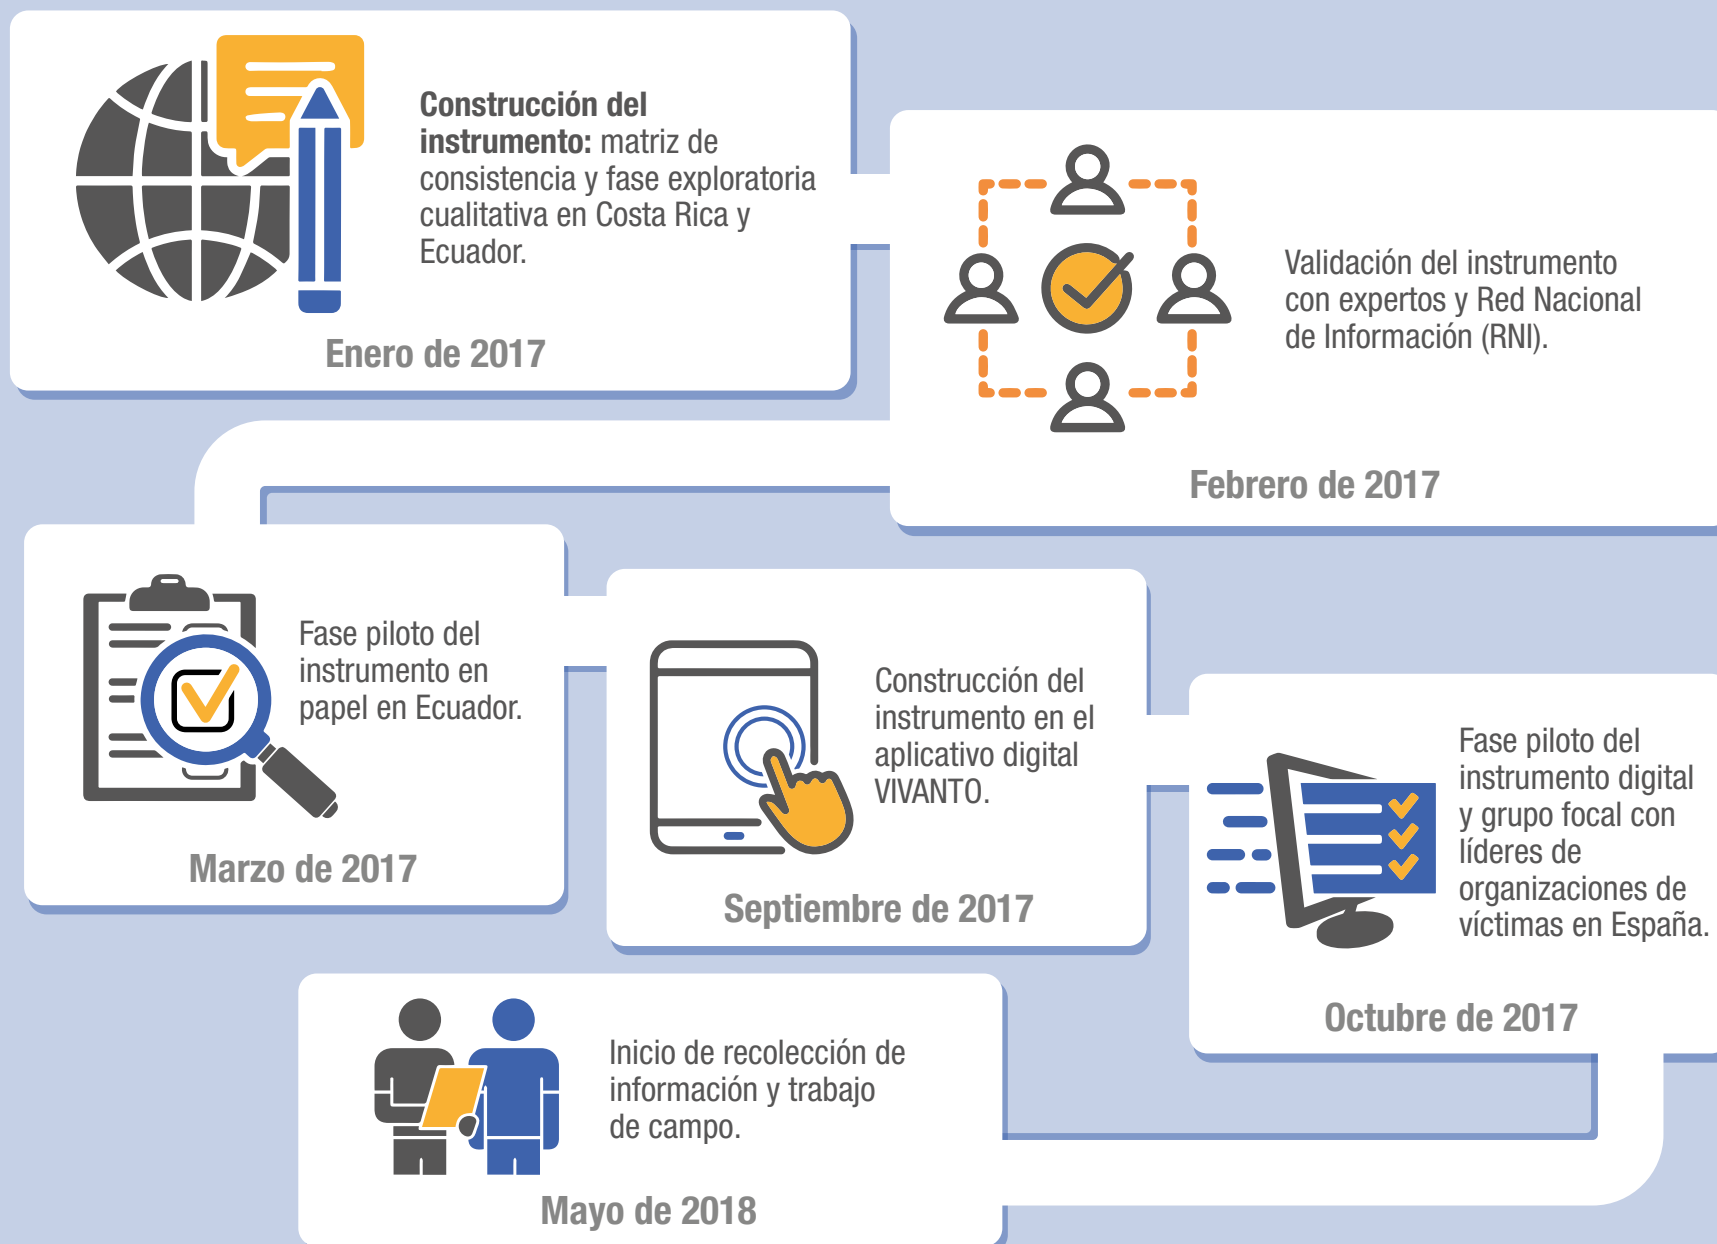 Construcción del
instrumento: matriz de
consistencia y fase exploratoria
cualitativa en Costa Rica y
Ecuador.
Enero de 2017
Validación del instrumento
con expertos y Red Nacional
de Información (RNI).
Febrero de 2017
Fase piloto del
instrumento en
papel en Ecuador.
Marzo de 2017
Construcción del
instrumento en el
aplicativo digital
VIVANTO.
Septiembre de 2017
Fase piloto del
instrumento digital
y grupo focal con
líderes de
organizaciones de
víctimas en España.
Octubre de 2017
Inicio de recolección de
información y trabajo
de campo.
Mayo de 2018